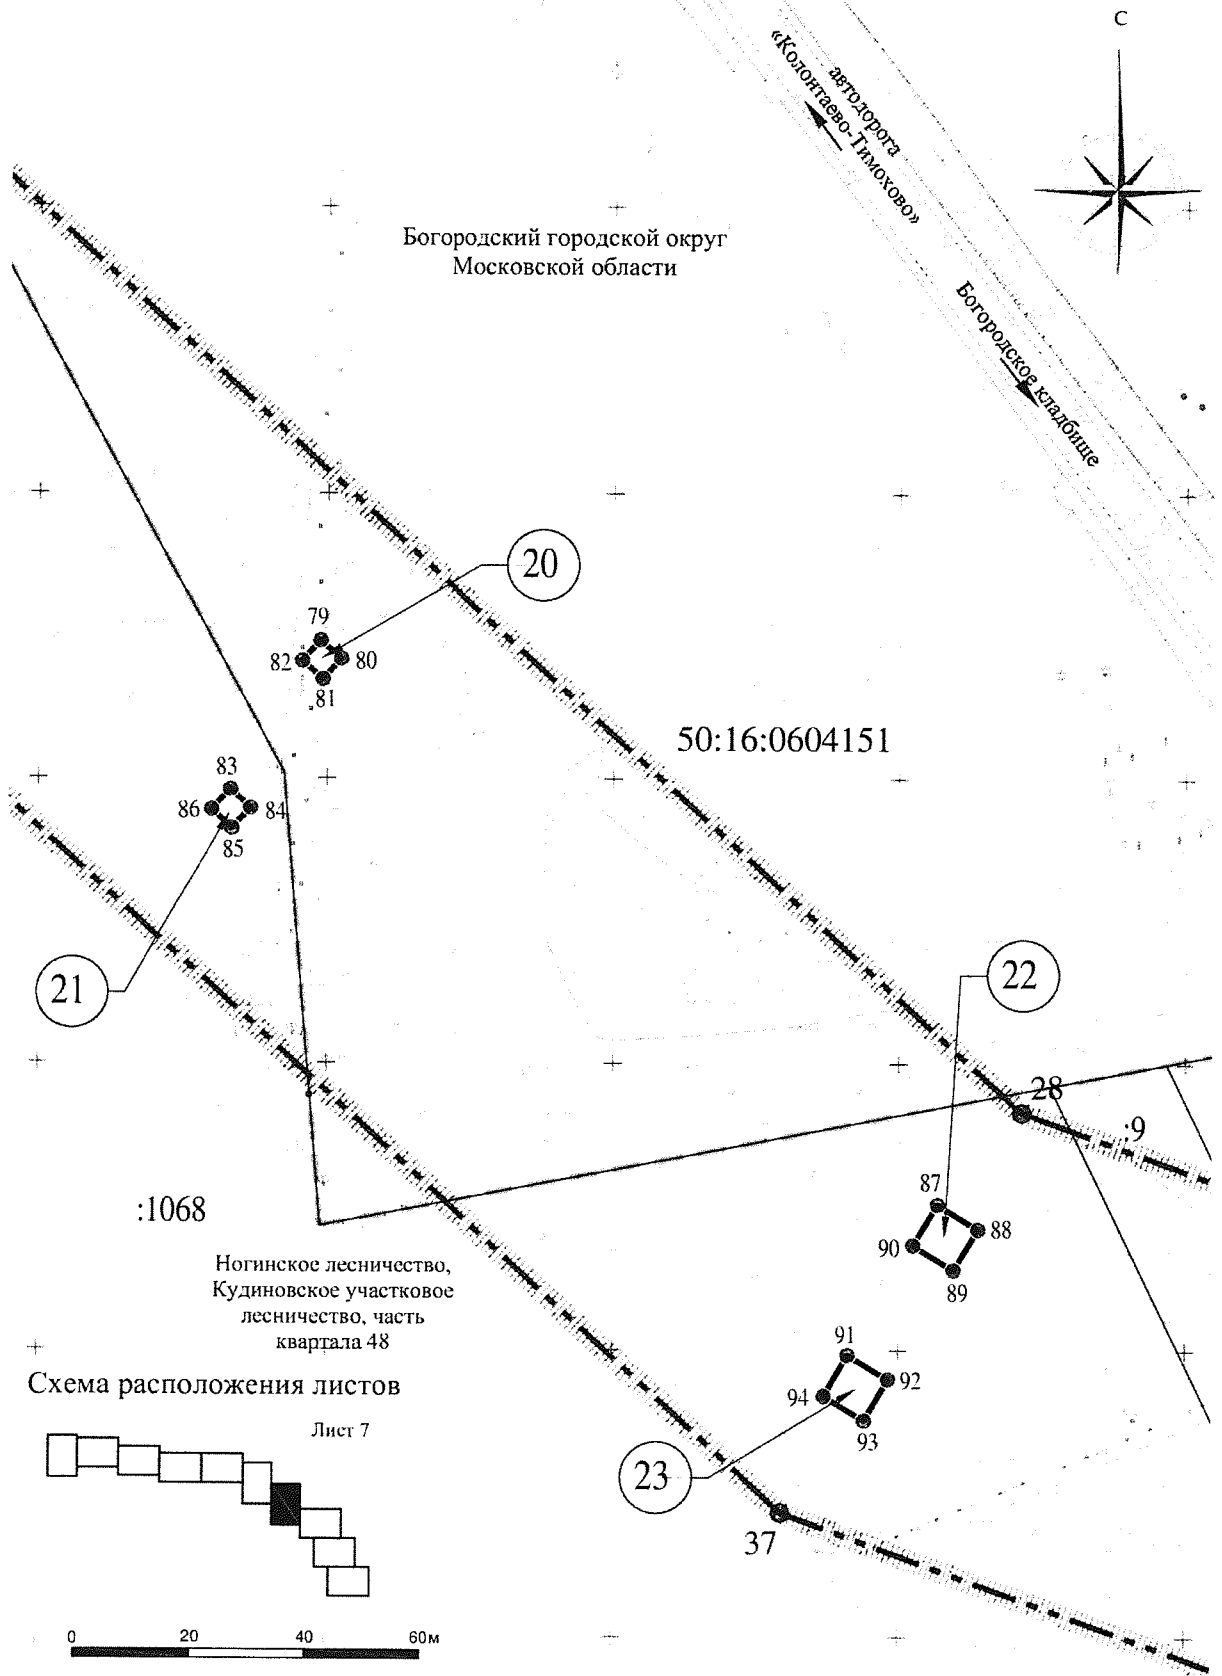 С
автодорога
«Колонтаево-Тимохово»
Богородский городской округ
Московской области
Богородское кладбище
20
79
82
80
81
50:16:0604151
83
86
84
85
21
22
28
:9
:1068
87
88
90
89
Ногинское лесничество,
Кудиновское участковое
лесничество, часть
квартала 48
91
92
94
93
Схема расположения листов
Лист 7
23
37
0 20 40 60м